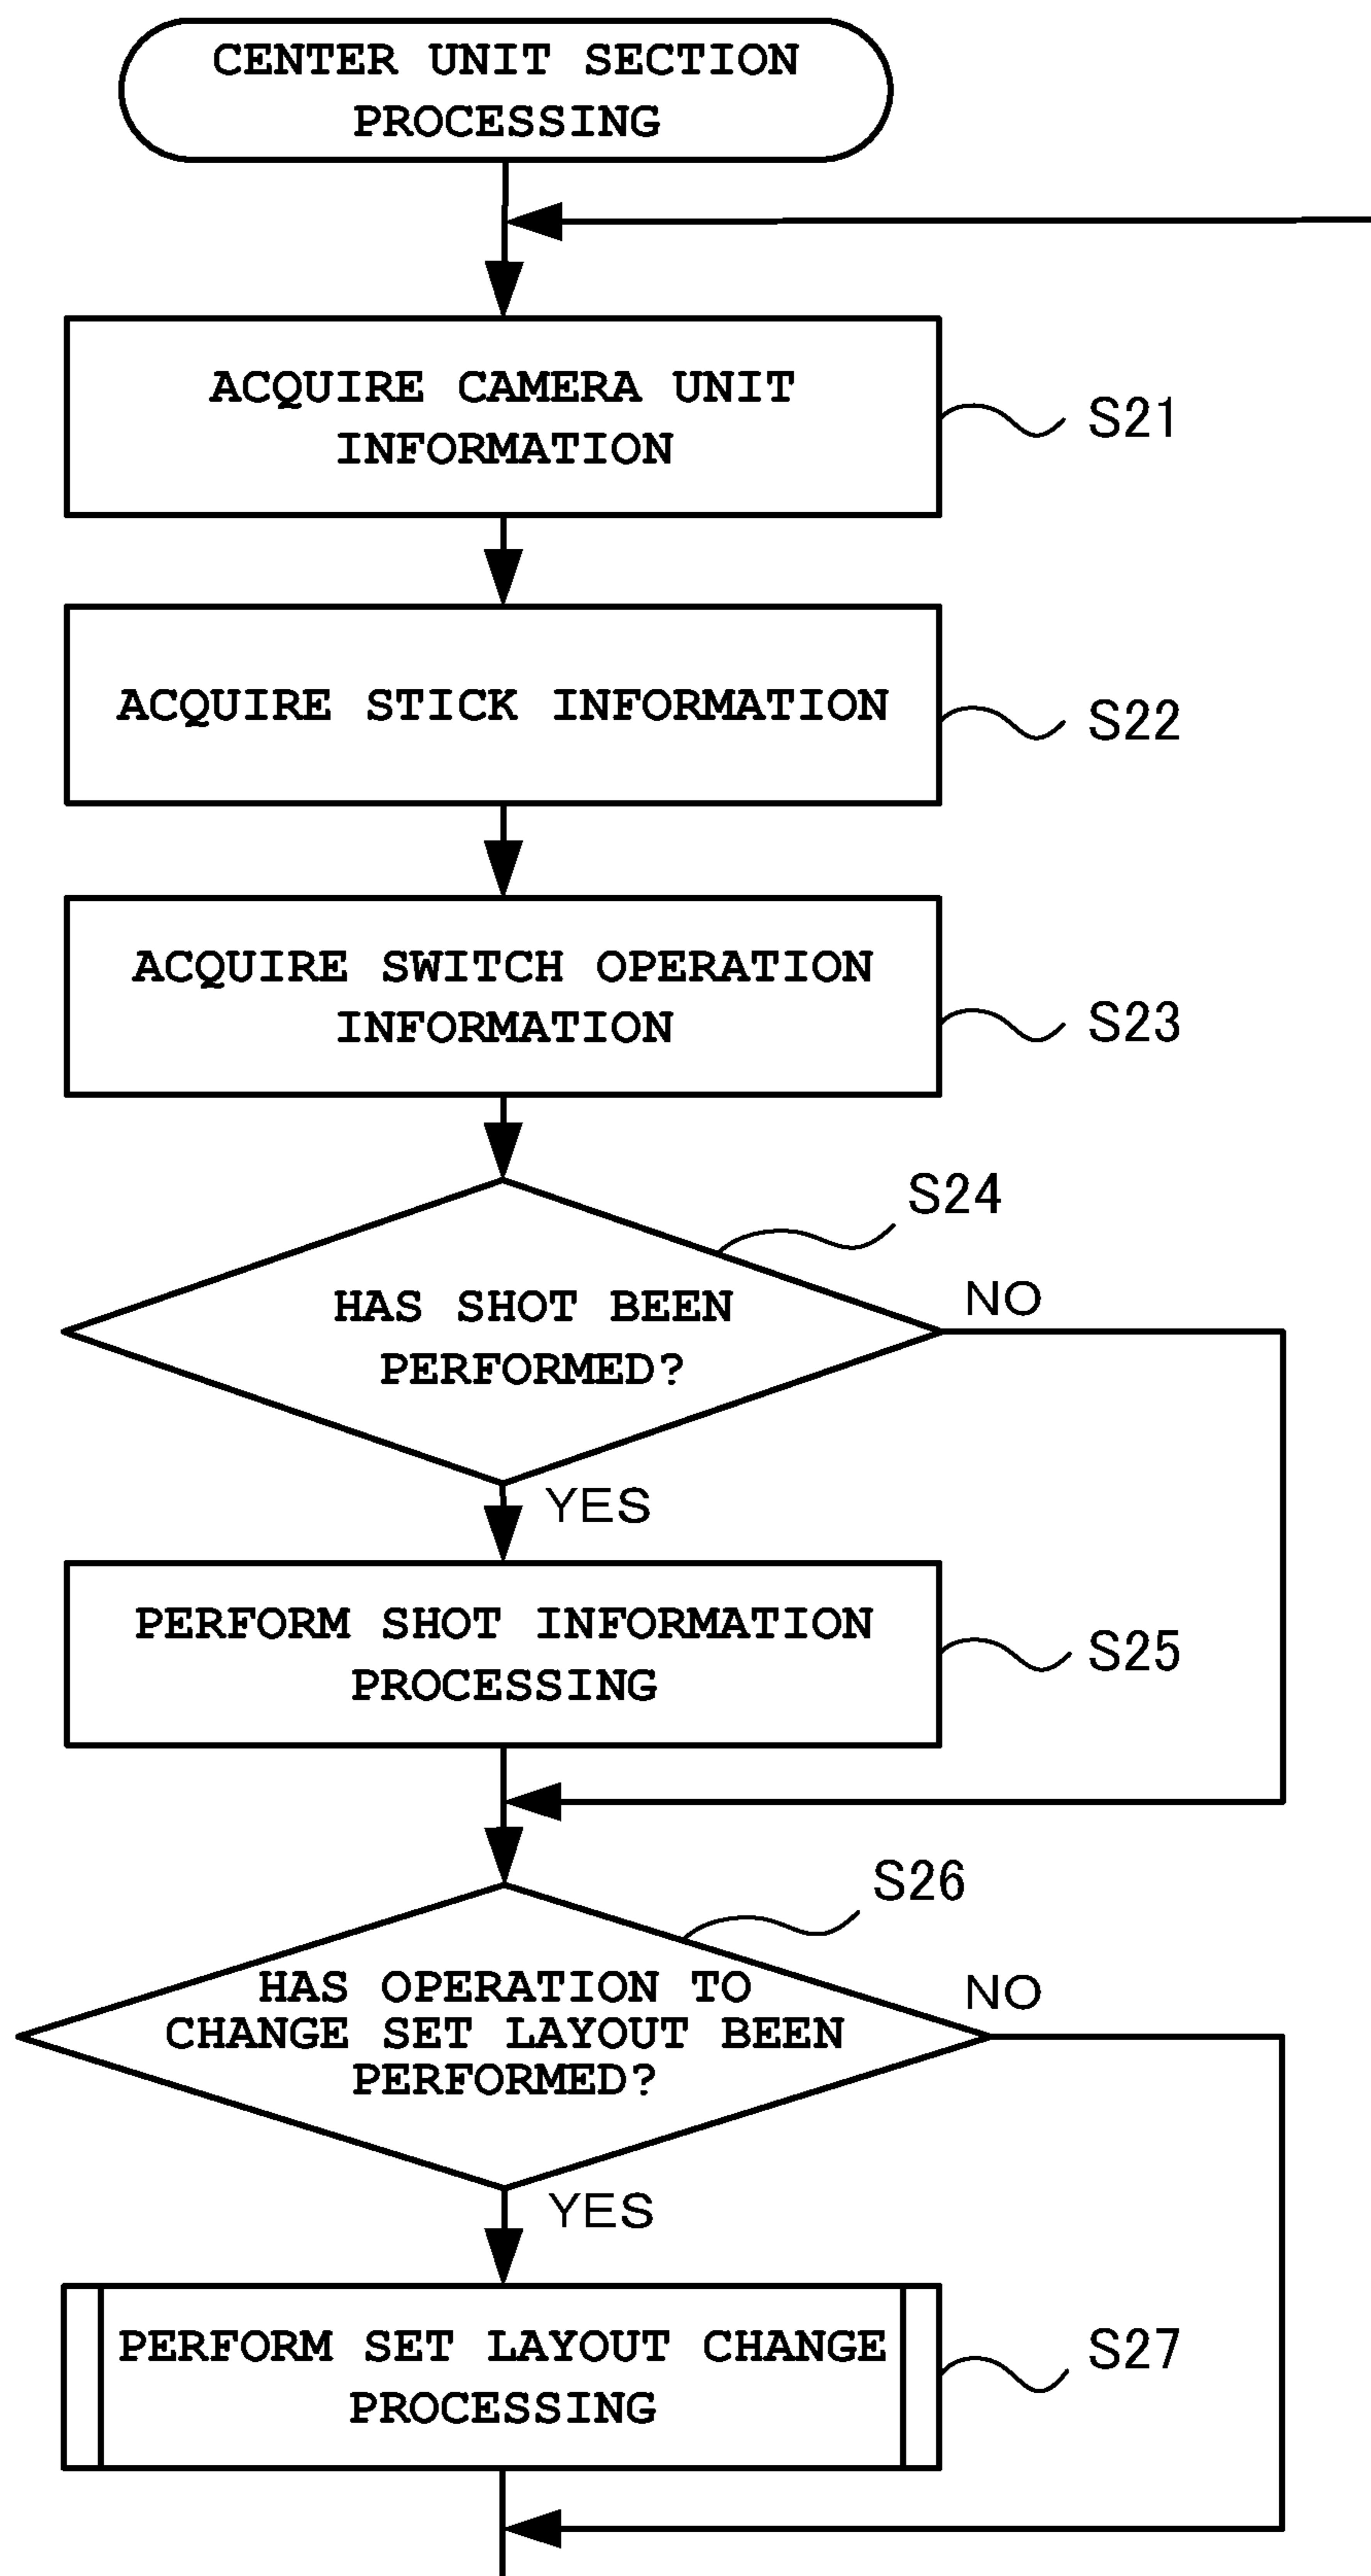 CENTER UNIT SECTION
PROCESSING
ACQUIRE CAMERA UNIT
INFORMATION
S21
ACQUIRE STICK INFORMATION
S22
ACQUIRE SWITCH OPERATION
INFORMATION
S23
S24
HAS SHOT BEEN
PERFORMED?
NO
YES
PERFORM SHOT INFORMATION
PROCESSING
S25
S26
HAS OPERATION TO
CHANGE SET LAYOUT BEEN
PERFORMED?
NO
YES
PERFORM SET LAYOUT CHANGE
PROCESSING
S27